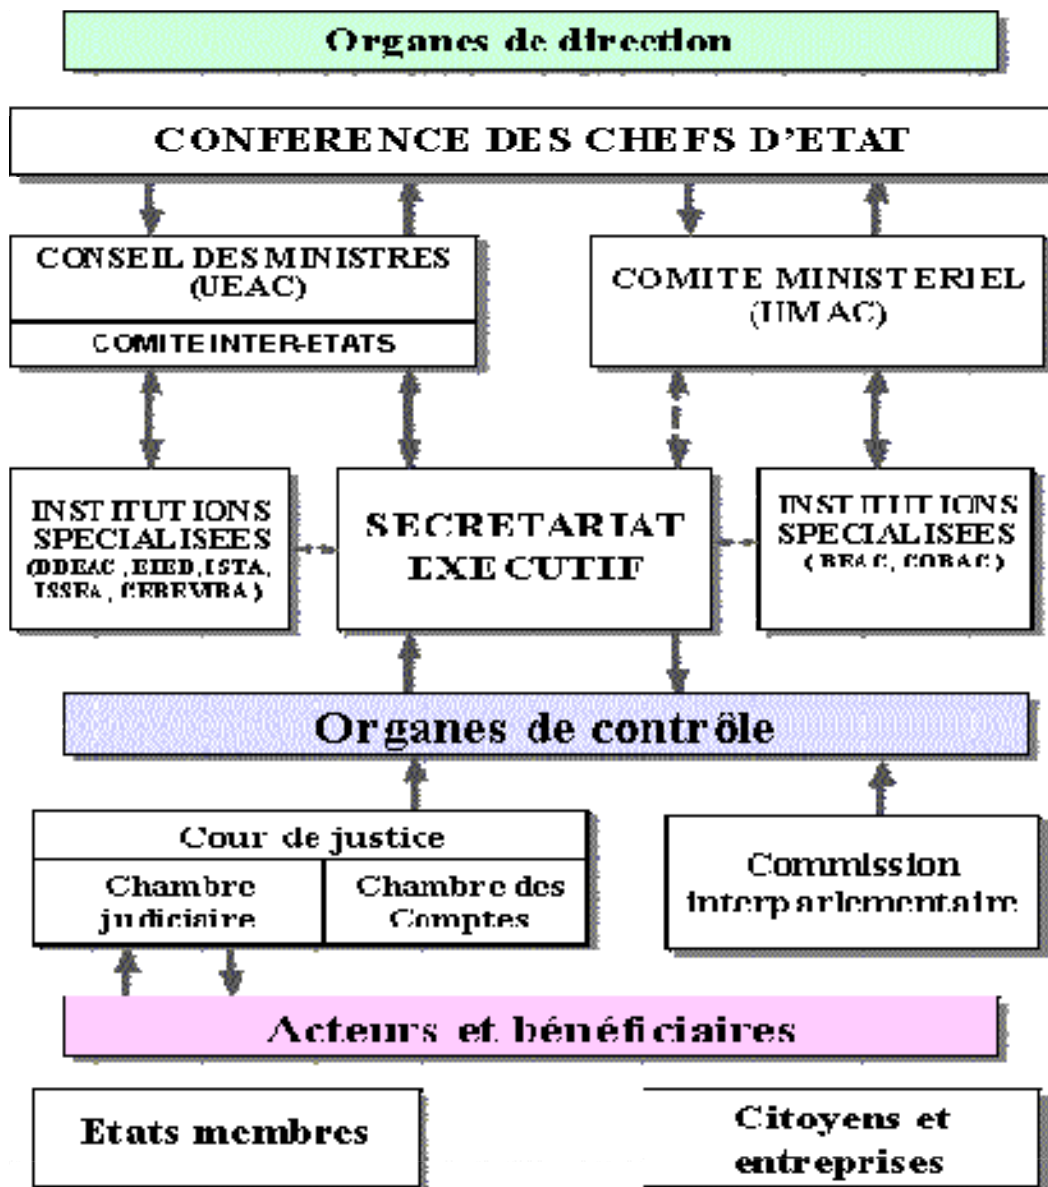 Organes de direction
CONFERENCE DES CHEFS D'ETAT
CONSEIL DES MINISTRES
(UEAC)
COMITE INTER-ETATS
COMITE MINISTERIEL
(UMAC)
INSTITUTIONS
SPECIALISEES
(BDEAC, EIED, ISTA,
ISSEA, CEBEVIRA)
SECRETARIAT
EXECUTIF
INSTITUTIONS
SPECIALISEES
(BEAC, COBAC)
Organes de contrôle
Cour de justice
Chambre
judiciaire
Chambre des
Comptes
Commission
interparlementaire
Acteurs et bénéficiaires
Etats membres
Citoyens et
entreprises